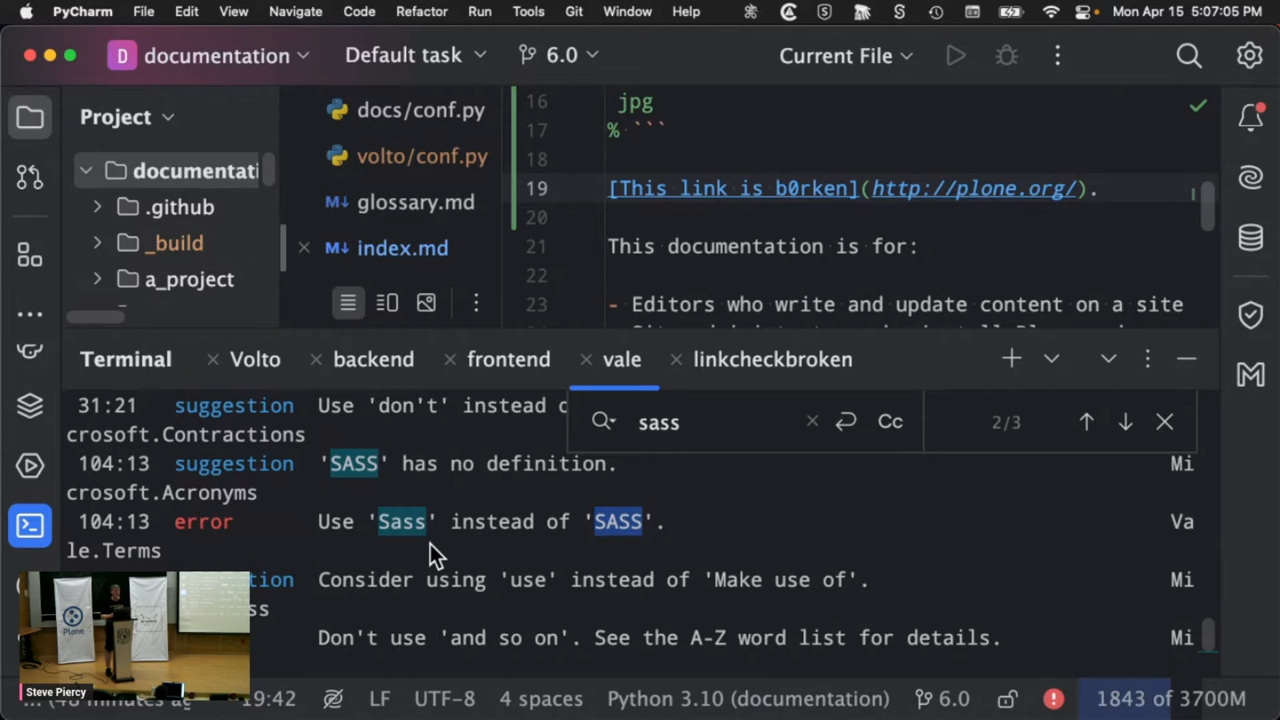 PyCharm File Edit View Navigate Code Refactor Run Tools Git Window Help Mon Apr 15 5:07:05 PM
D documentation Default task 6.0 Current File
Project
documentati
.github
_build
a_project
docs/conf.py
volto/conf.py
glossary.md
index.md
16 jpg
17 % ```
18
19 [This link is b0rken](http://plone.org/).
20
21 This documentation is for:
22
23 - Editors who write and update content on a site
Terminal Volto backend frontend vale linkcheckbroken
sass Cc 2/3
31:21 suggestion Use 'don't' instead
crosoft.Contractions
104:13 suggestion 'SASS' has no definition. Mi
crosoft.Acronyms
104:13 error Use 'Sass' instead of 'SASS'. Va
le.Terms
ion Consider using 'use' instead of 'Make use of'. Mi
ss
Don't use 'and so on'. See the A-Z word list for details. Mi
Plone
Steve Piercy
19:42 LF UTF-8 4 spaces Python 3.10 (documentation) 6.0 1843 of 3700M